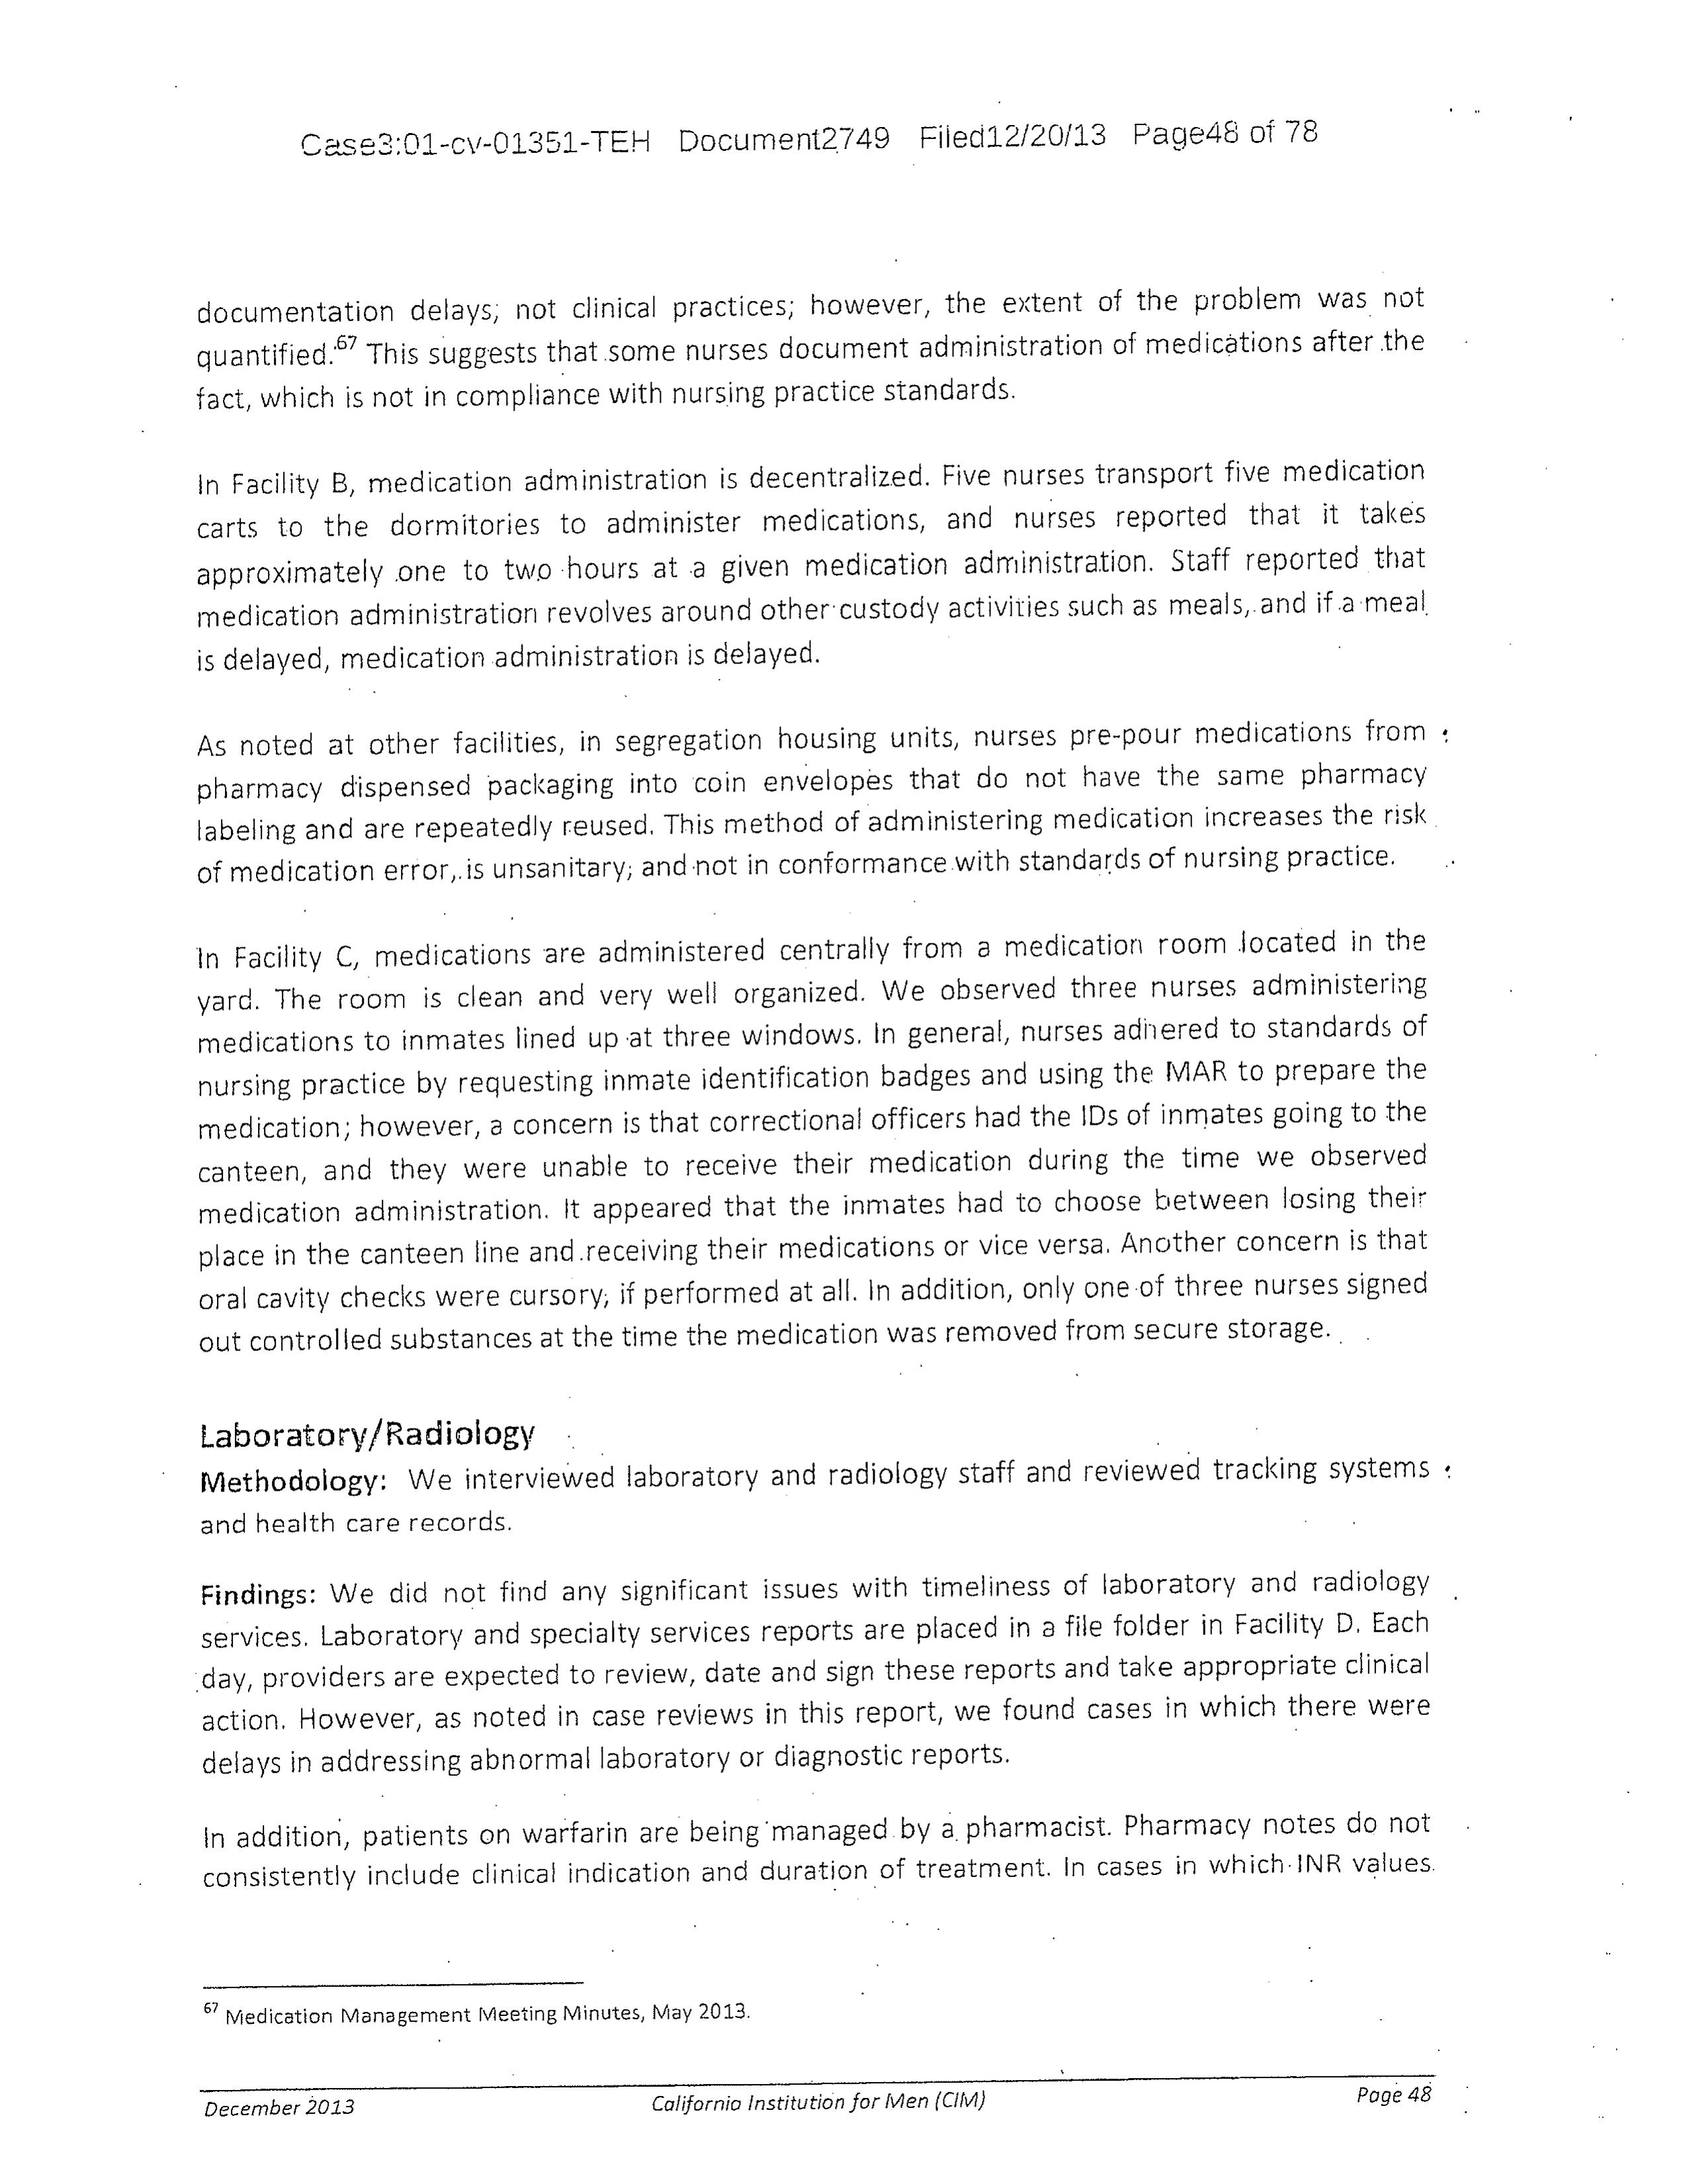 Case3:01-cv-01351-TEH Document2749 Filed12/20/13 Page48 of 78
documentation delays; not clinical practices; however, the extent of the problem was not
quantified.67 This suggests that some nurses document administration of medications after the
fact, which is not in compliance with nursing practice standards.
In Facility B, medication administration is decentralized. Five nurses transport five medication
carts to the dormitories to administer medications, and nurses reported that it takes
approximately one to two hours at a given medication administration. Staff reported that
medication administration revolves around other custody activities such as meals, and if a meal
is delayed, medication administration is delayed.
As noted at other facilities, in segregation housing units, nurses pre-pour medications from
pharmacy dispensed packaging into coin envelopes that do not have the same pharmacy
labeling and are repeatedly reused. This method of administering medication increases the risk
of medication error, is unsanitary; and not in conformance with standards of nursing practice.
In Facility C, medications are administered centrally from a medication room located in the
yard. The room is clean and very well organized. We observed three nurses administering
medications to inmates lined up at three windows. In general, nurses adhered to standards of
nursing practice by requesting inmate identification badges and using the MAR to prepare the
medication; however, a concern is that correctional officers had the IDs of inmates going to the
canteen, and they were unable to receive their medication during the time we observed
medication administration. It appeared that the inmates had to choose between losing their
place in the canteen line and receiving their medications or vice versa. Another concern is that
oral cavity checks were cursory, if performed at all. In addition, only one of three nurses signed
out controlled substances at the time the medication was removed from secure storage.
Laboratory/Radiology
Methodology: We interviewed laboratory and radiology staff and reviewed tracking systems
and health care records.
Findings: We did not find any significant issues with timeliness of laboratory and radiology
services. Laboratory and specialty services reports are placed in a file folder in Facility D. Each
day, providers are expected to review, date and sign these reports and take appropriate clinical
action. However, as noted in case reviews in this report, we found cases in which there were
delays in addressing abnormal laboratory or diagnostic reports.
In addition, patients on warfarin are being managed by a pharmacist. Pharmacy notes do not
consistently include clinical indication and duration of treatment. In cases in which INR values
67 Medication Management Meeting Minutes, May 2013.
December 2013 California Institution for Men (CIM) Page 48